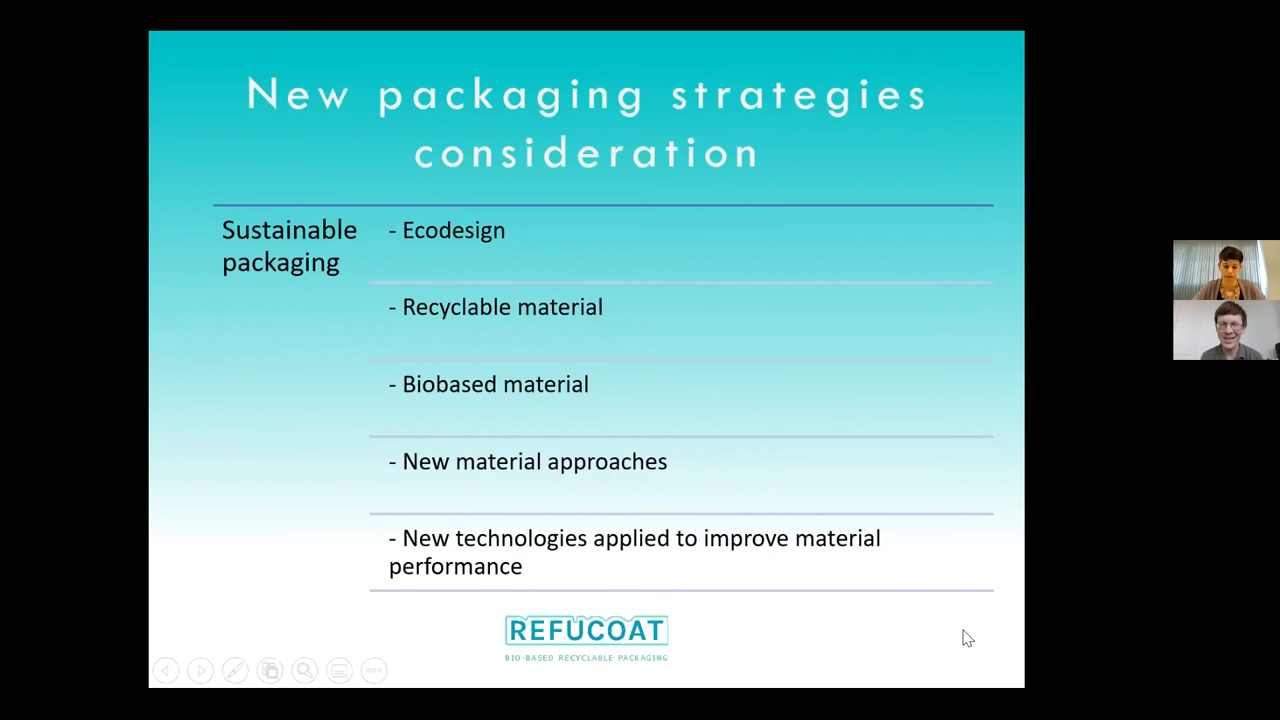 New packaging strategies
consideration
Sustainable
packaging
- Ecodesign
- Recyclable material
- Biobased material
- New material approaches
- New technologies applied to improve material
performance
REFUCOAT
BIO-BASED RECYCLABLE PACKAGING